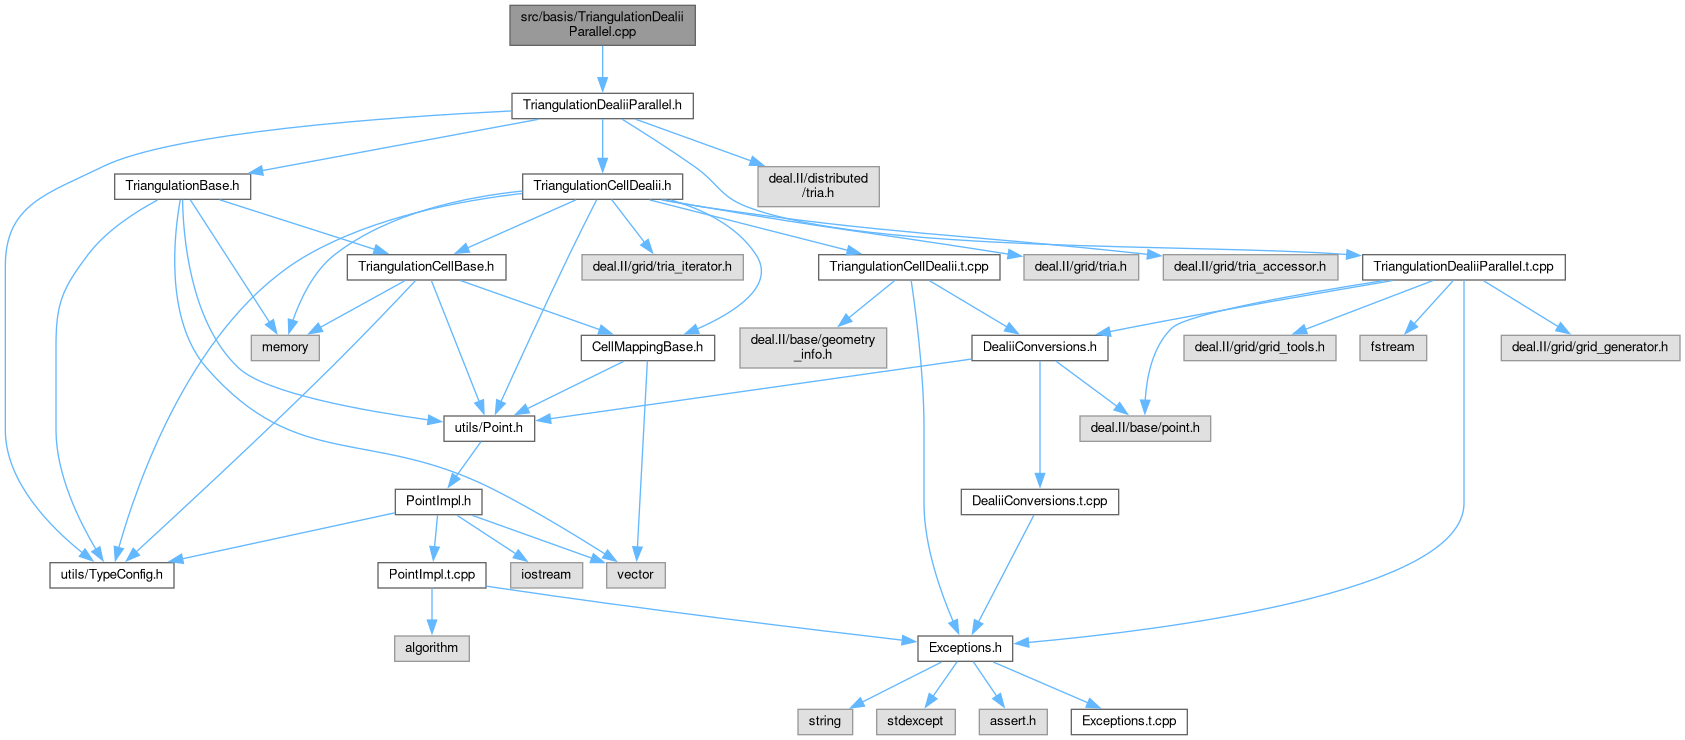 src/basis/TriangulationDealii
Parallel.cpp
TriangulationDealiiParallel.h
TriangulationBase.h
TriangulationCellDealii.h
deal.II/distributed
/tria.h
TriangulationCellBase.h
deal.II/grid/tria_iterator.h
TriangulationCellDealii.t.cpp
deal.II/grid/tria.h
deal.II/grid/tria_accessor.h
TriangulationDealiiParallel.t.cpp
memory
CellMappingBase.h
deal.II/base/geometry
_info.h
DealiiConversions.h
deal.II/grid/grid_tools.h
fstream
deal.II/grid/grid_generator.h
utils/Point.h
deal.II/base/point.h
PointImpl.h
DealiiConversions.t.cpp
utils/TypeConfig.h
PointImpl.t.cpp
iostream
vector
algorithm
Exceptions.h
string
stdexcept
assert.h
Exceptions.t.cpp